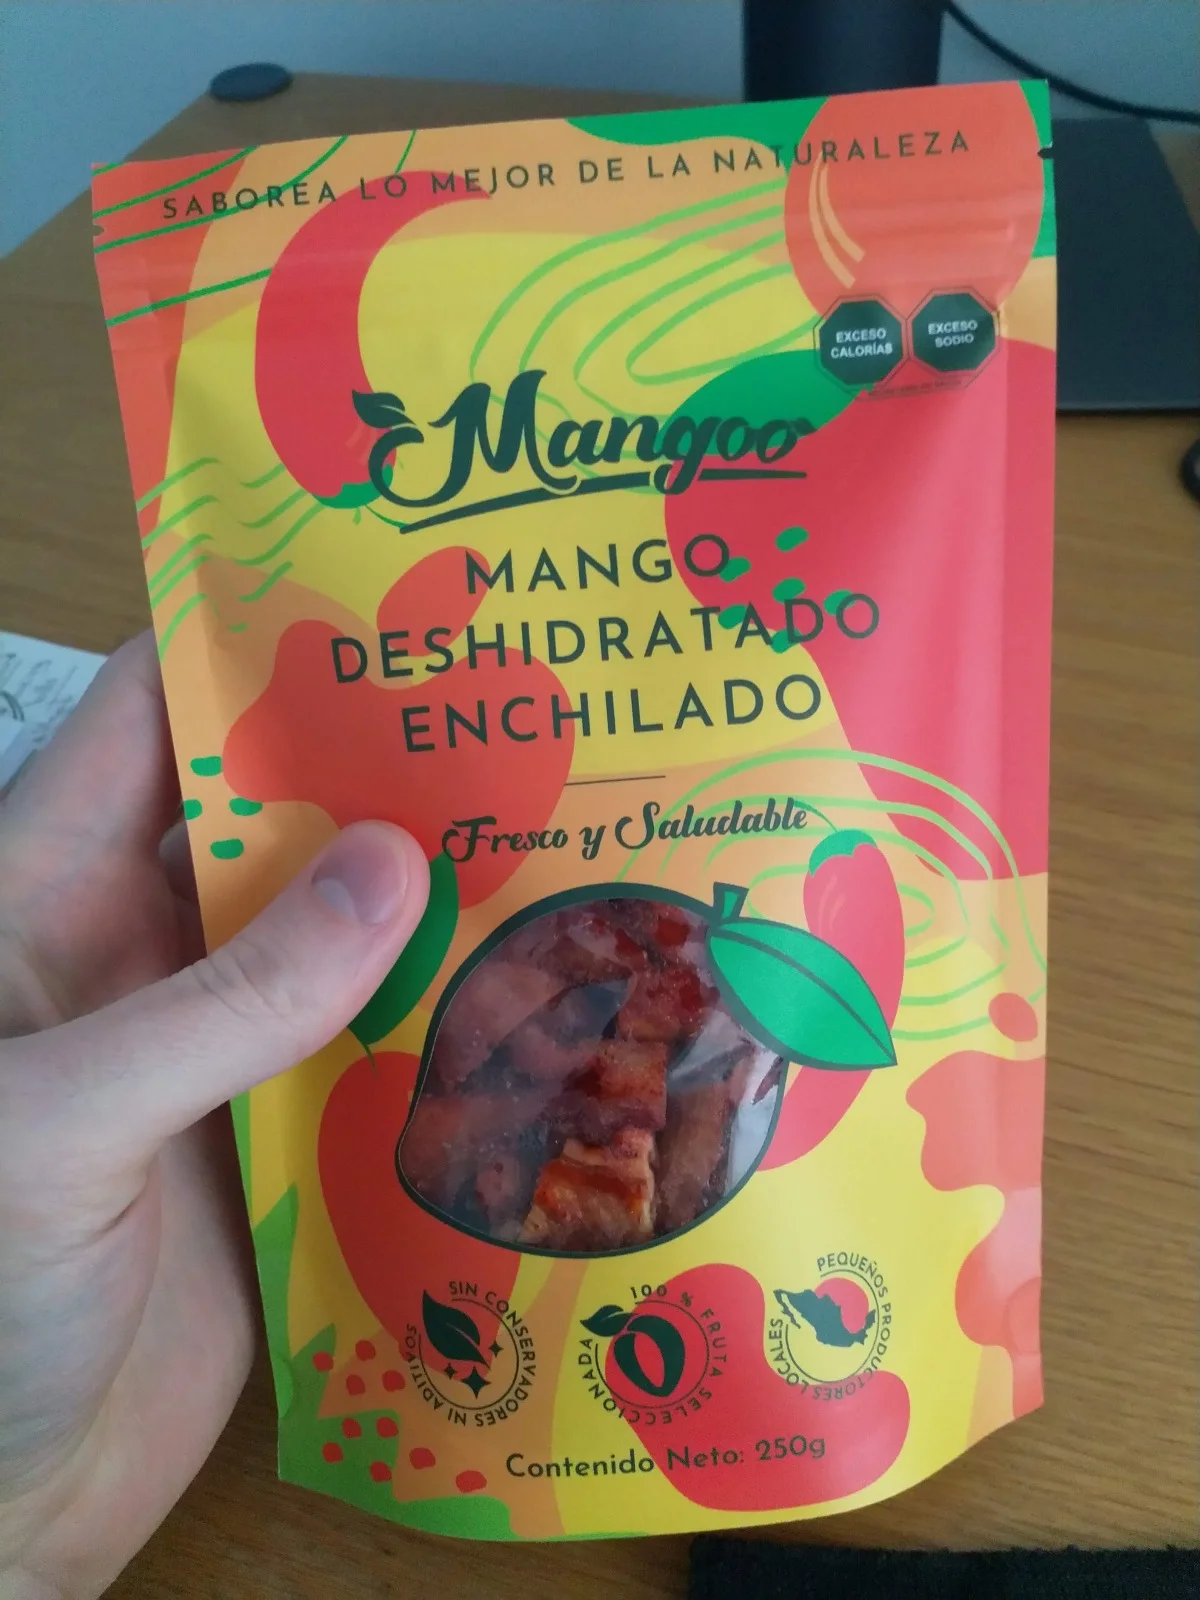 SABOREA LO MEJOR DE LA NATURALEZA
EXCESO
CALORÍAS
EXCESO
SODIO
Mangoo
MANGO
DESHIDRATADO
ENCHILADO
Fresco y Saludable
SIN CONSERVADORES NI ADITIVOS
100 % FRUTA SELECCIONADA
PEQUEÑOS PRODUCTORES LOCALES
Contenido Neto: 250g